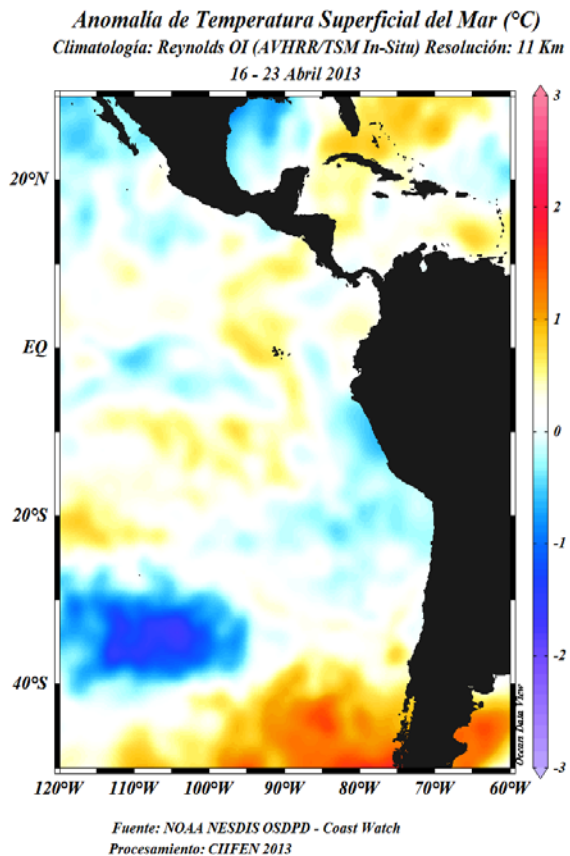 Anomalía de Temperatura Superficial del Mar (°C)
Climatología: Reynolds OI (AVHRR/TSM In-Situ) Resolución: 11 Km
16 - 23 Abril 2013
3
2
1
0
-1
-2
-3
20°N
EQ
20°S
40°S
120°W
110°W
100°W
90°W
80°W
70°W
60°W
Ocean Data View
Fuente: NOAA NESDIS OSDPD - Coast Watch
Procesamiento: CIIFEN 2013